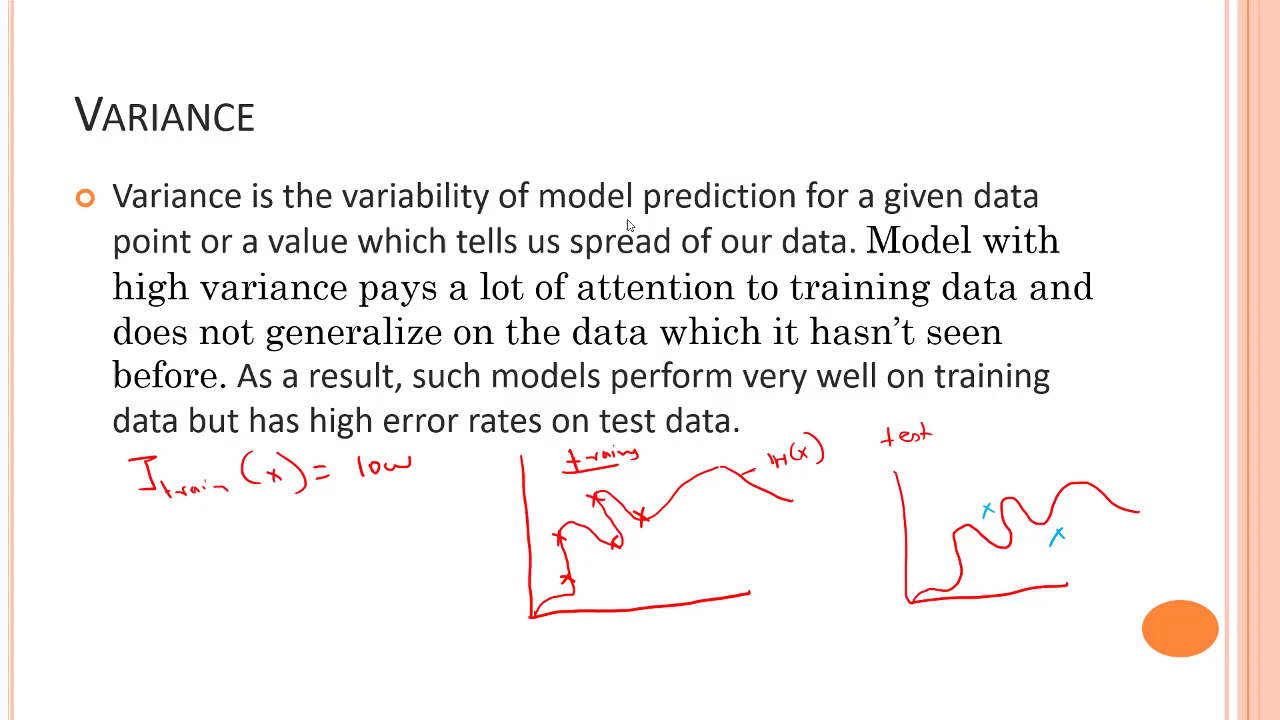 VARIANCE
Variance is the variability of model prediction for a given data
point or a value which tells us spread of our data. Model with
high variance pays a lot of attention to training data and
does not generalize on the data which it hasn’t seen
before. As a result, such models perform very well on training
data but has high error rates on test data.
J train (x) = low
training
H(x)
test